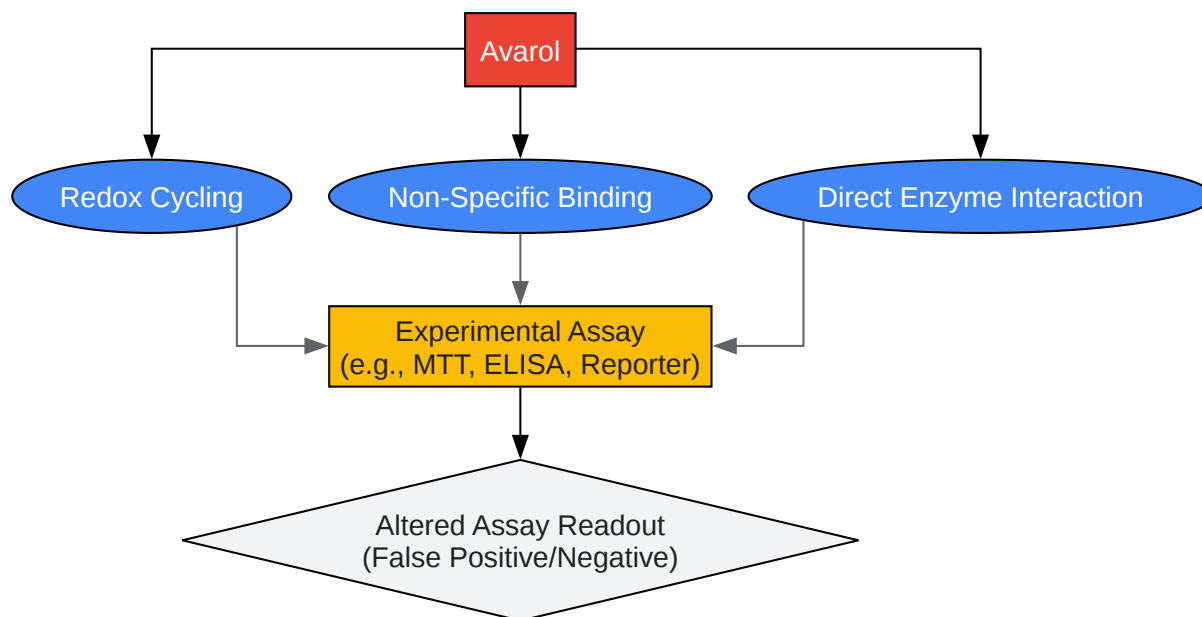 Avarol
Redox Cycling
Non-Specific Binding
Direct Enzyme Interaction
Experimental Assay
(e.g., MTT, ELISA, Reporter)
Altered Assay Readout
(False Positive/Negative)